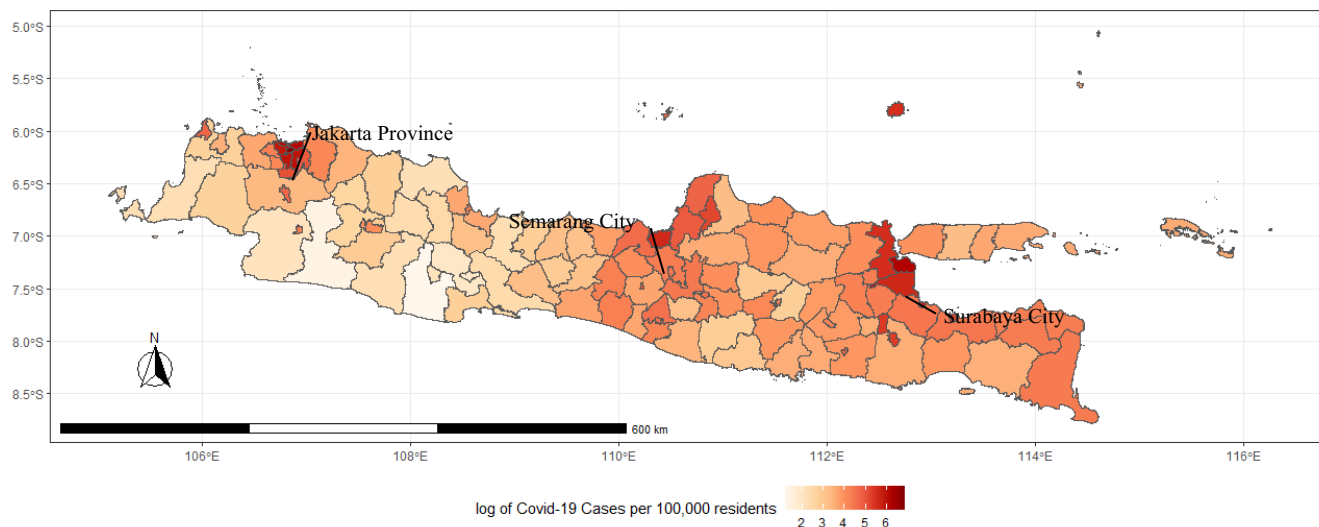 5.0°S
5.5°S
6.0°S
Jakarta Province
6.5°S
Semarang City
7.0°S
7.5°S
Surabaya City
8.0°S
N
8.5°S
600 km
106°E 108°E 110°E 112°E 114°E 116°E
log of Covid-19 Cases per 100,000 residents
2 3 4 5 6